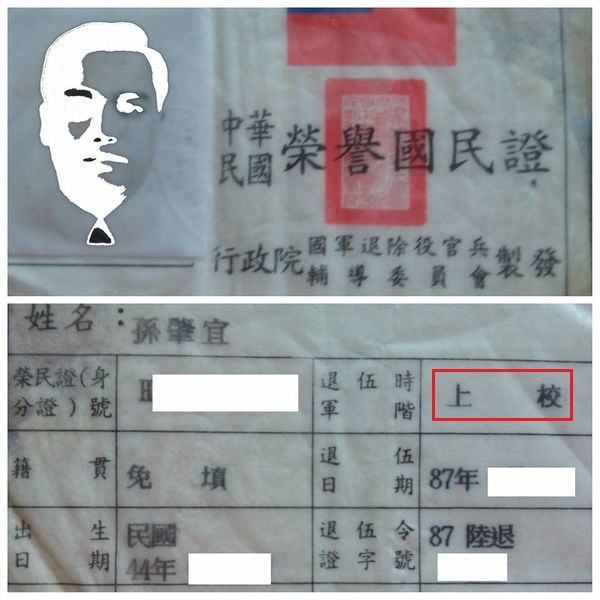 中華民國 榮譽國民證
行政院國軍退除役官兵輔導委員會製發
姓名：孫肇宜
榮民證(身分證)號
退伍時軍階 上校
籍貫 免填
退伍日期 87年
出生日期 民國44年
退伍令證字號 87 陸退